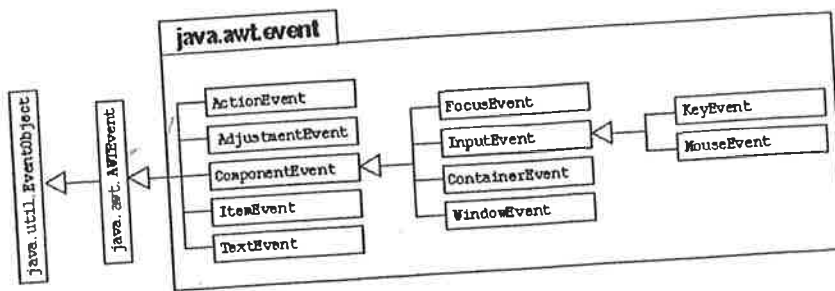 java.awt.event
java.util.EventObject
java.awt.AWTEvent
ActionEvent
AdjustmentEvent
ComponentEvent
ItemEvent
TextEvent
FocusEvent
InputEvent
ContainerEvent
WindowEvent
KeyEvent
MouseEvent